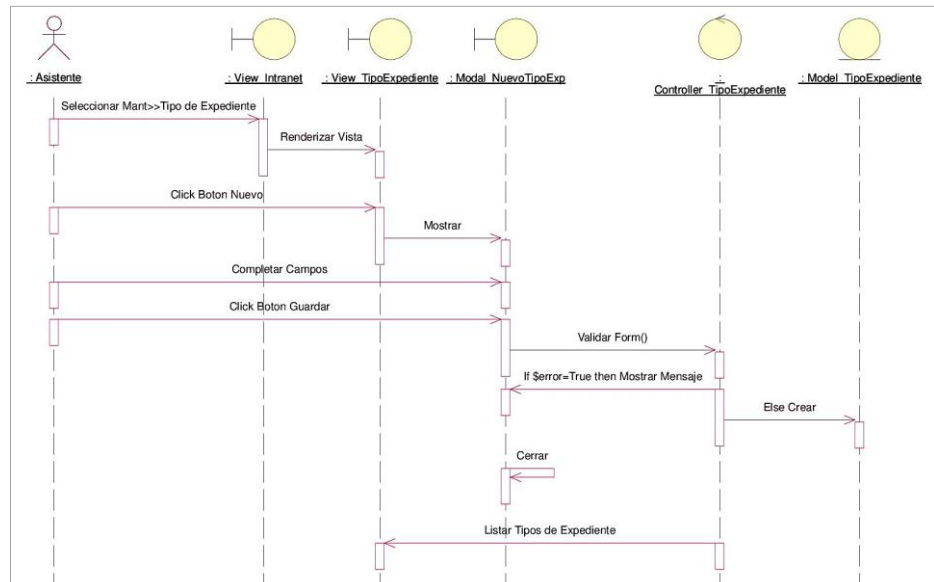 : Asistente
: View_Intranet
: View_TipoExpediente
: Modal_NuevoTipoExp
:
Controller_TipoExpediente
: Model_TipoExpediente
Seleccionar Mant>>Tipo de Expediente
Renderizar Vista
Click Boton Nuevo
Mostrar
Completar Campos
Click Boton Guardar
Validar Form()
If $error=True then Mostrar Mensaje
Else Crear
Cerrar
Listar Tipos de Expediente